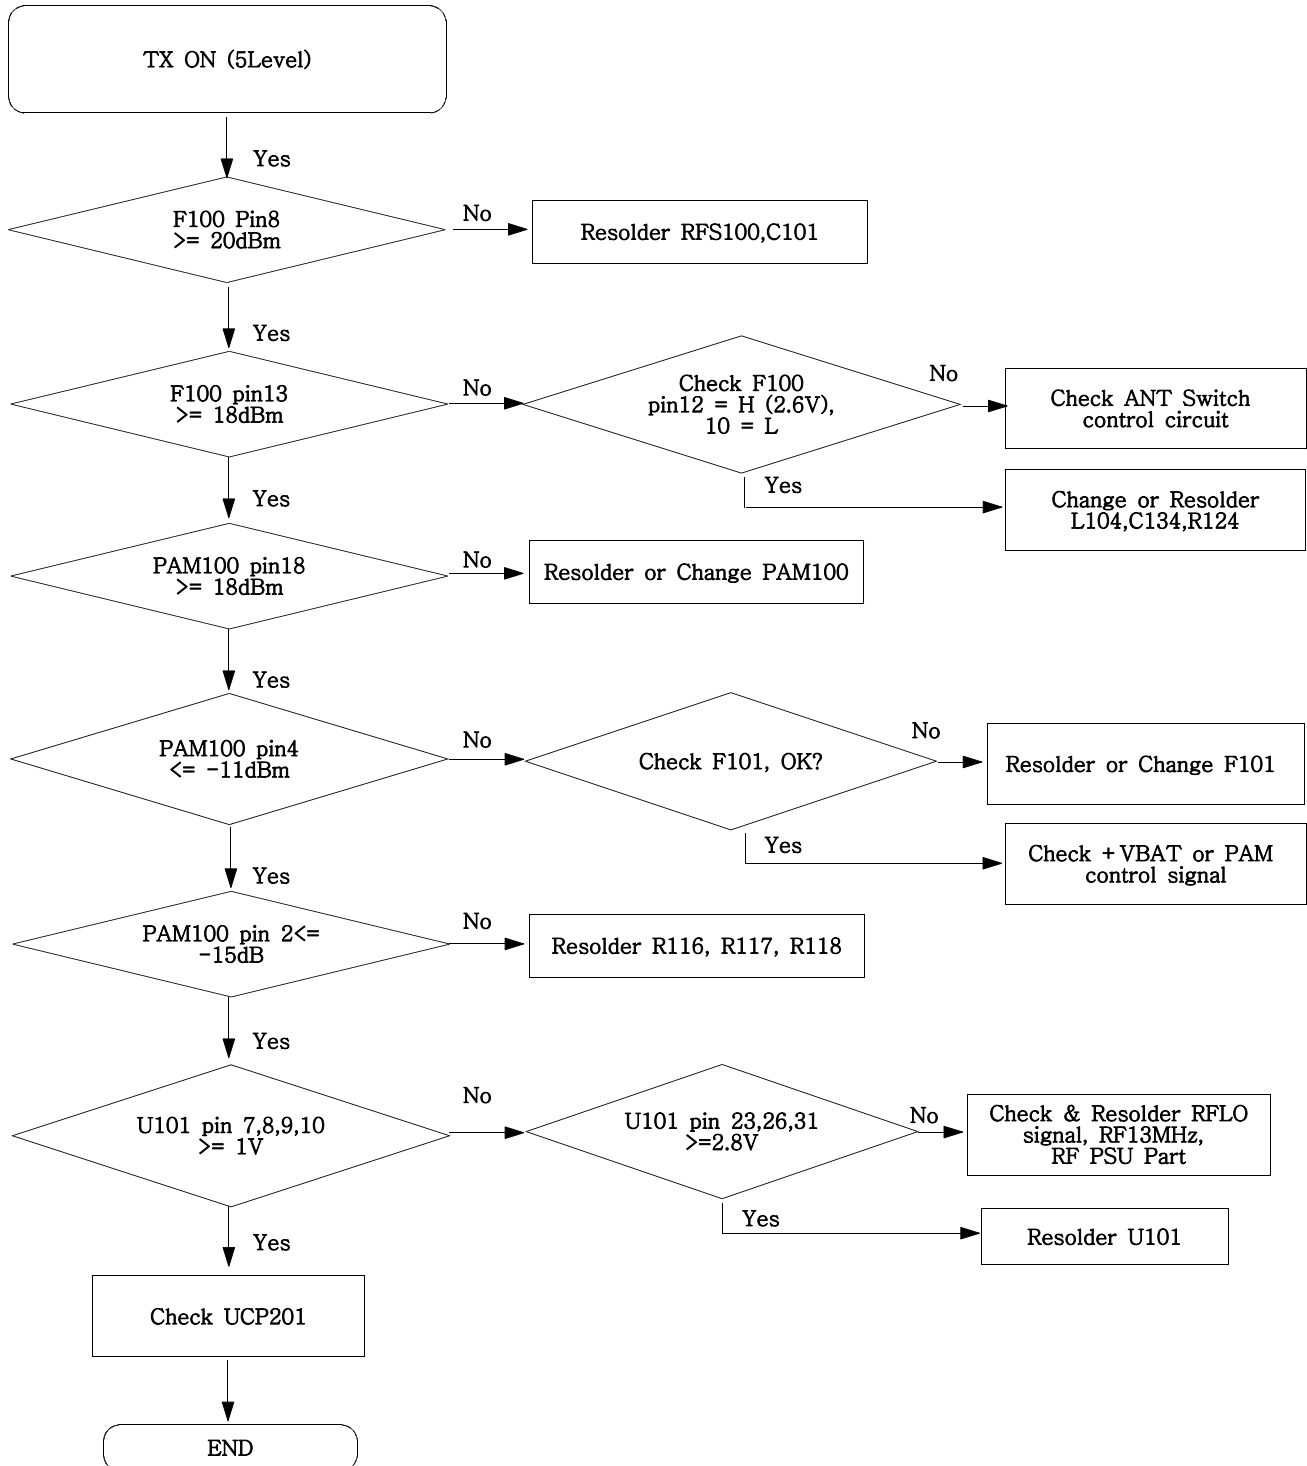 TX ON (5Level)
Yes
F100 Pin8
>= 20dBm
No
Resolder RFS100,C101
Yes
F100 pin13
>= 18dBm
No
Check F100
pin12 = H (2.6V),
10 = L
No
Check ANT Switch
control circuit
Yes
Change or Resolder
L104,C134,R124
Yes
PAM100 pin18
>= 18dBm
No
Resolder or Change PAM100
Yes
PAM100 pin4
<= -11dBm
No
Check F101, OK?
No
Resolder or Change F101
Yes
Check +VBAT or PAM
control signal
Yes
PAM100 pin 2<=
-15dB
No
Resolder R116, R117, R118
Yes
U101 pin 7,8,9,10
>= 1V
No
U101 pin 23,26,31
>=2.8V
No
Check & Resolder RFLO
signal, RF13MHz,
RF PSU Part
Yes
Resolder U101
Yes
Check UCP201
END